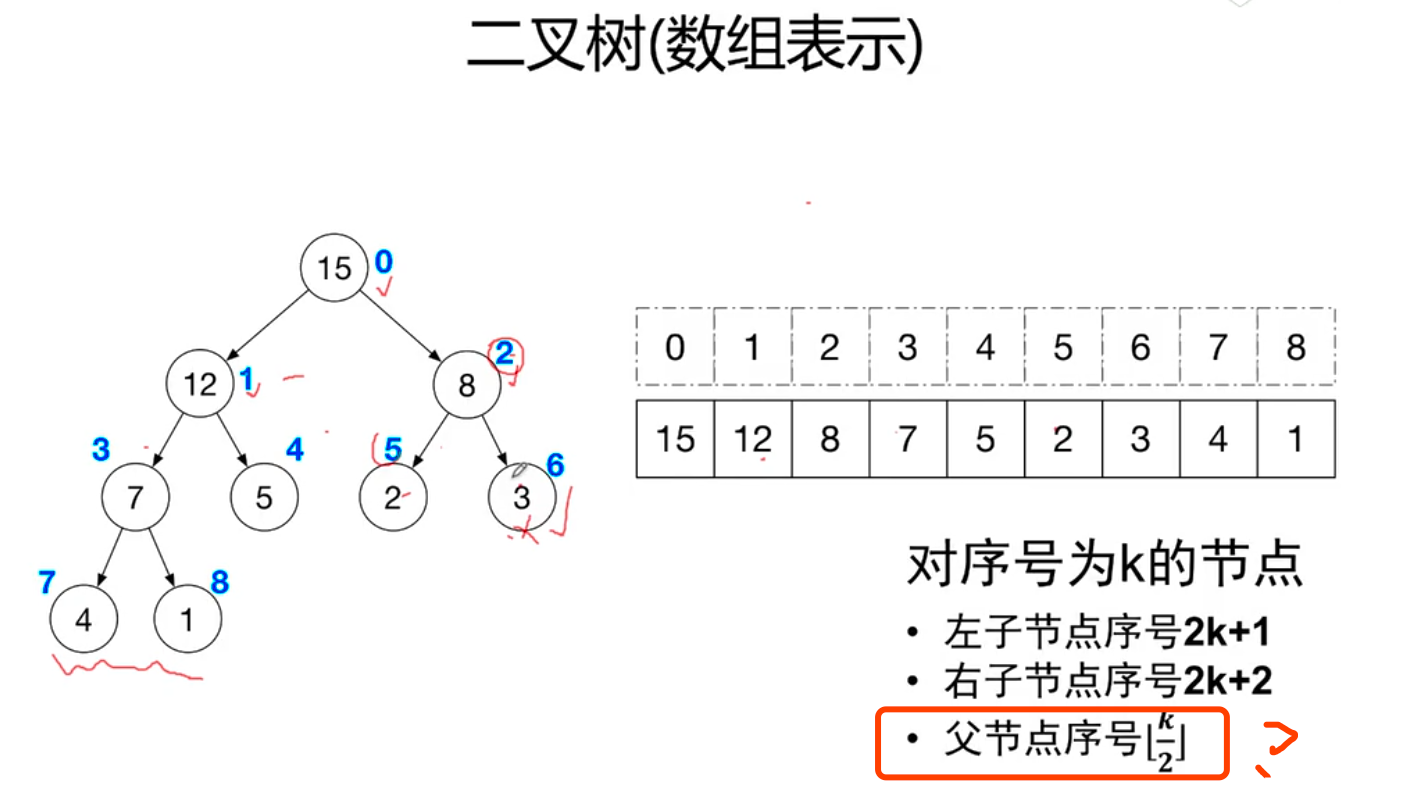 二叉树(数组表示)
15 0
12 1
8 2
3 4 5 6
7 5 2 3
7 8
4 1
0 1 2 3 4 5 6 7 8
15 12 8 7 5 2 3 4 1
对序号为k的节点
• 左子节点序号2k+1
• 右子节点序号2k+2
• 父节点序号⌊k/2⌋ ?